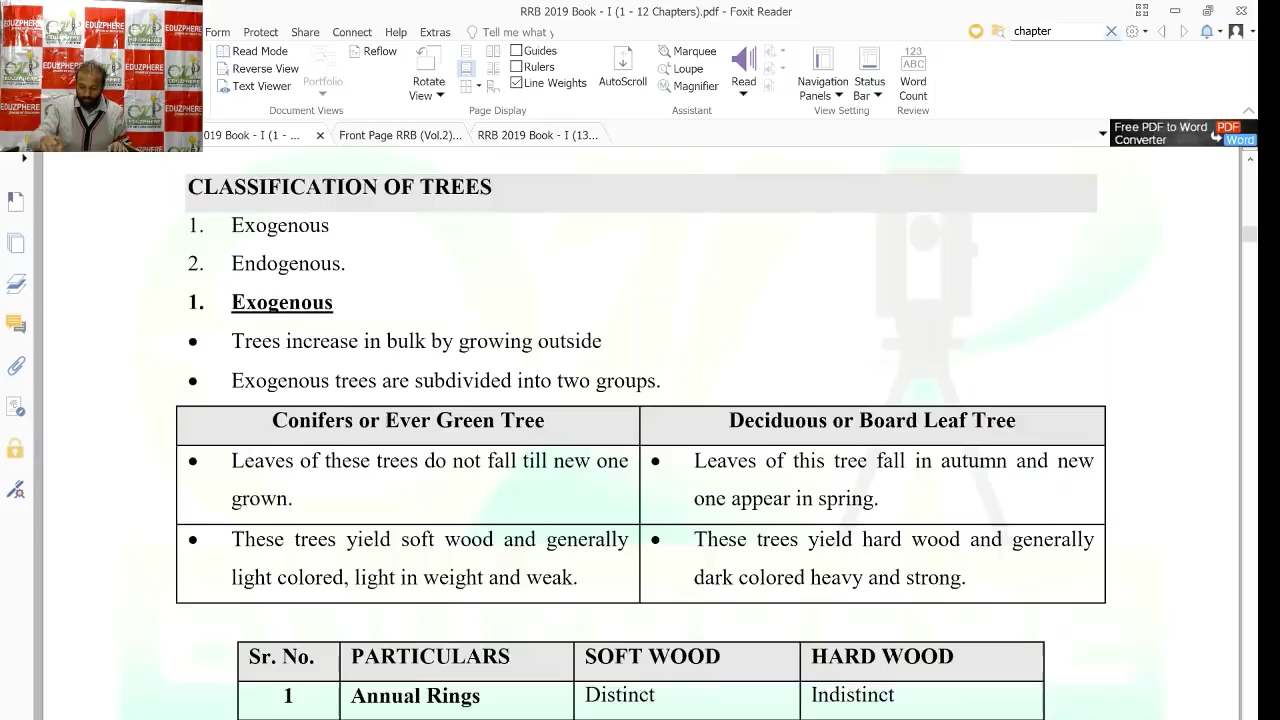 RRB 2019 Book - I (1 - 12 Chapters).pdf - Foxit Reader
Form Protect Share Connect Help Extras
chapter
Read Mode
Reverse View
Text Viewer
Reflow
Portfolio
Rotate
View
Guides
Rulers
Line Weights
AutoScroll
Marquee
Loupe
Magnifier
Panels
Status
Bar
123
ABC
Word
Count
Document Views
Page Display
Assistant
View Setting
Review
2019 Book - I (1 - ...
Front Page RRB (Vol.2)...
RRB 2019 Book - I (13...
Free PDF to Word
Converter
PDF
Word
EDUZPHERE
CLASSIFICATION OF TREES
1. Exogenous
2. Endogenous.
1. Exogenous
• Trees increase in bulk by growing outside
• Exogenous trees are subdivided into two groups.
Conifers or Ever Green Tree
Deciduous or Board Leaf Tree
• Leaves of these trees do not fall till new one
grown.
• Leaves of this tree fall in autumn and new
one appear in spring.
• These trees yield soft wood and generally
light colored, light in weight and weak.
• These trees yield hard wood and generally
dark colored heavy and strong.
Sr. No. PARTICULARS SOFT WOOD HARD WOOD
1 Annual Rings Distinct Indistinct